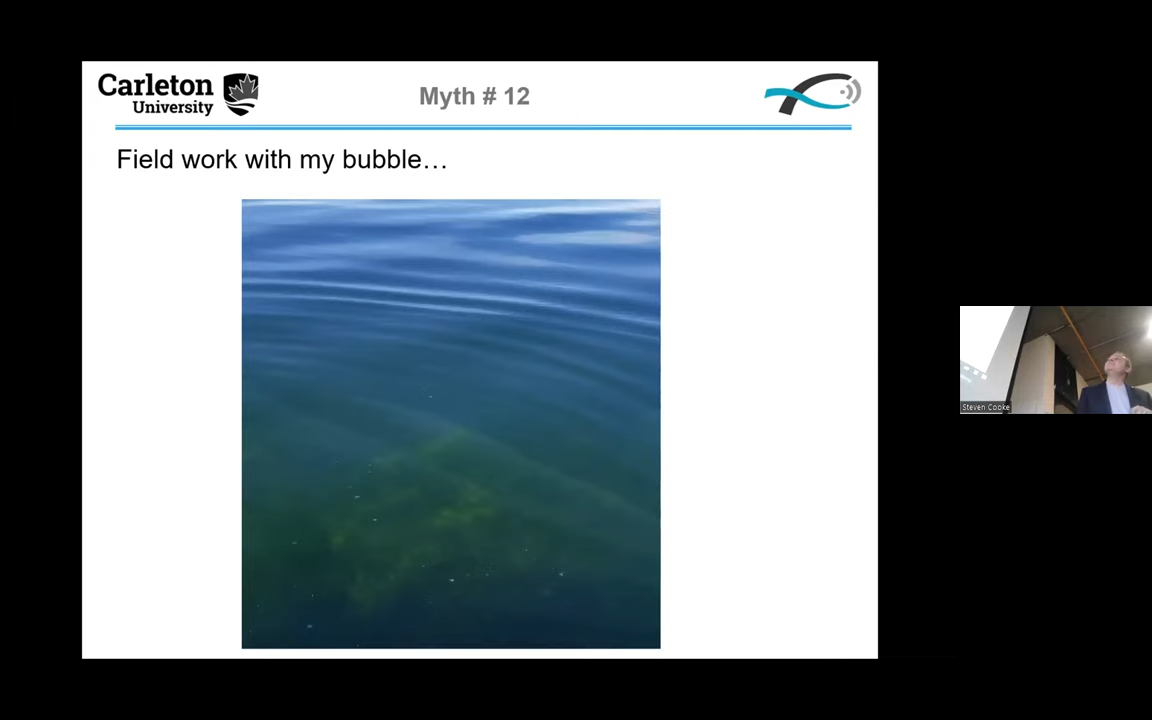 Carleton
University
Myth # 12
Field work with my bubble…
Steven Cooke